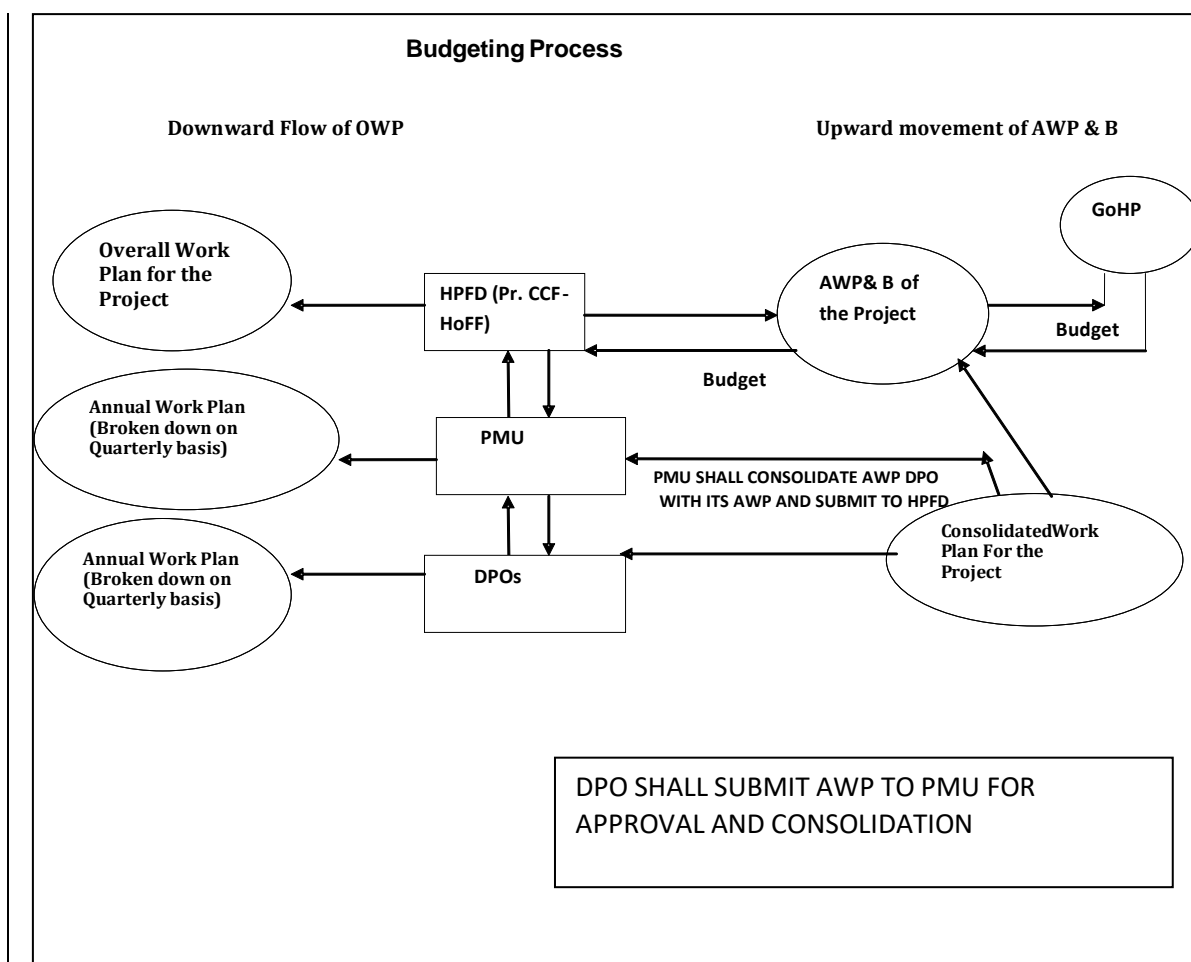 Budgeting Process
Downward Flow of OWP
Upward movement of AWP & B
GoHP
Overall Work
Plan for the
Project
HPFD (Pr. CCF-
HoFF)
AWP& B of
the Project
Budget
Budget
Annual Work Plan
(Broken down on
Quarterly basis)
PMU
PMU SHALL CONSOLIDATE AWP DPO
WITH ITS AWP AND SUBMIT TO HPFD
ConsolidatedWork
Plan For the
Project
Annual Work Plan
(Broken down on
Quarterly basis)
DPOs
DPO SHALL SUBMIT AWP TO PMU FOR
APPROVAL AND CONSOLIDATION